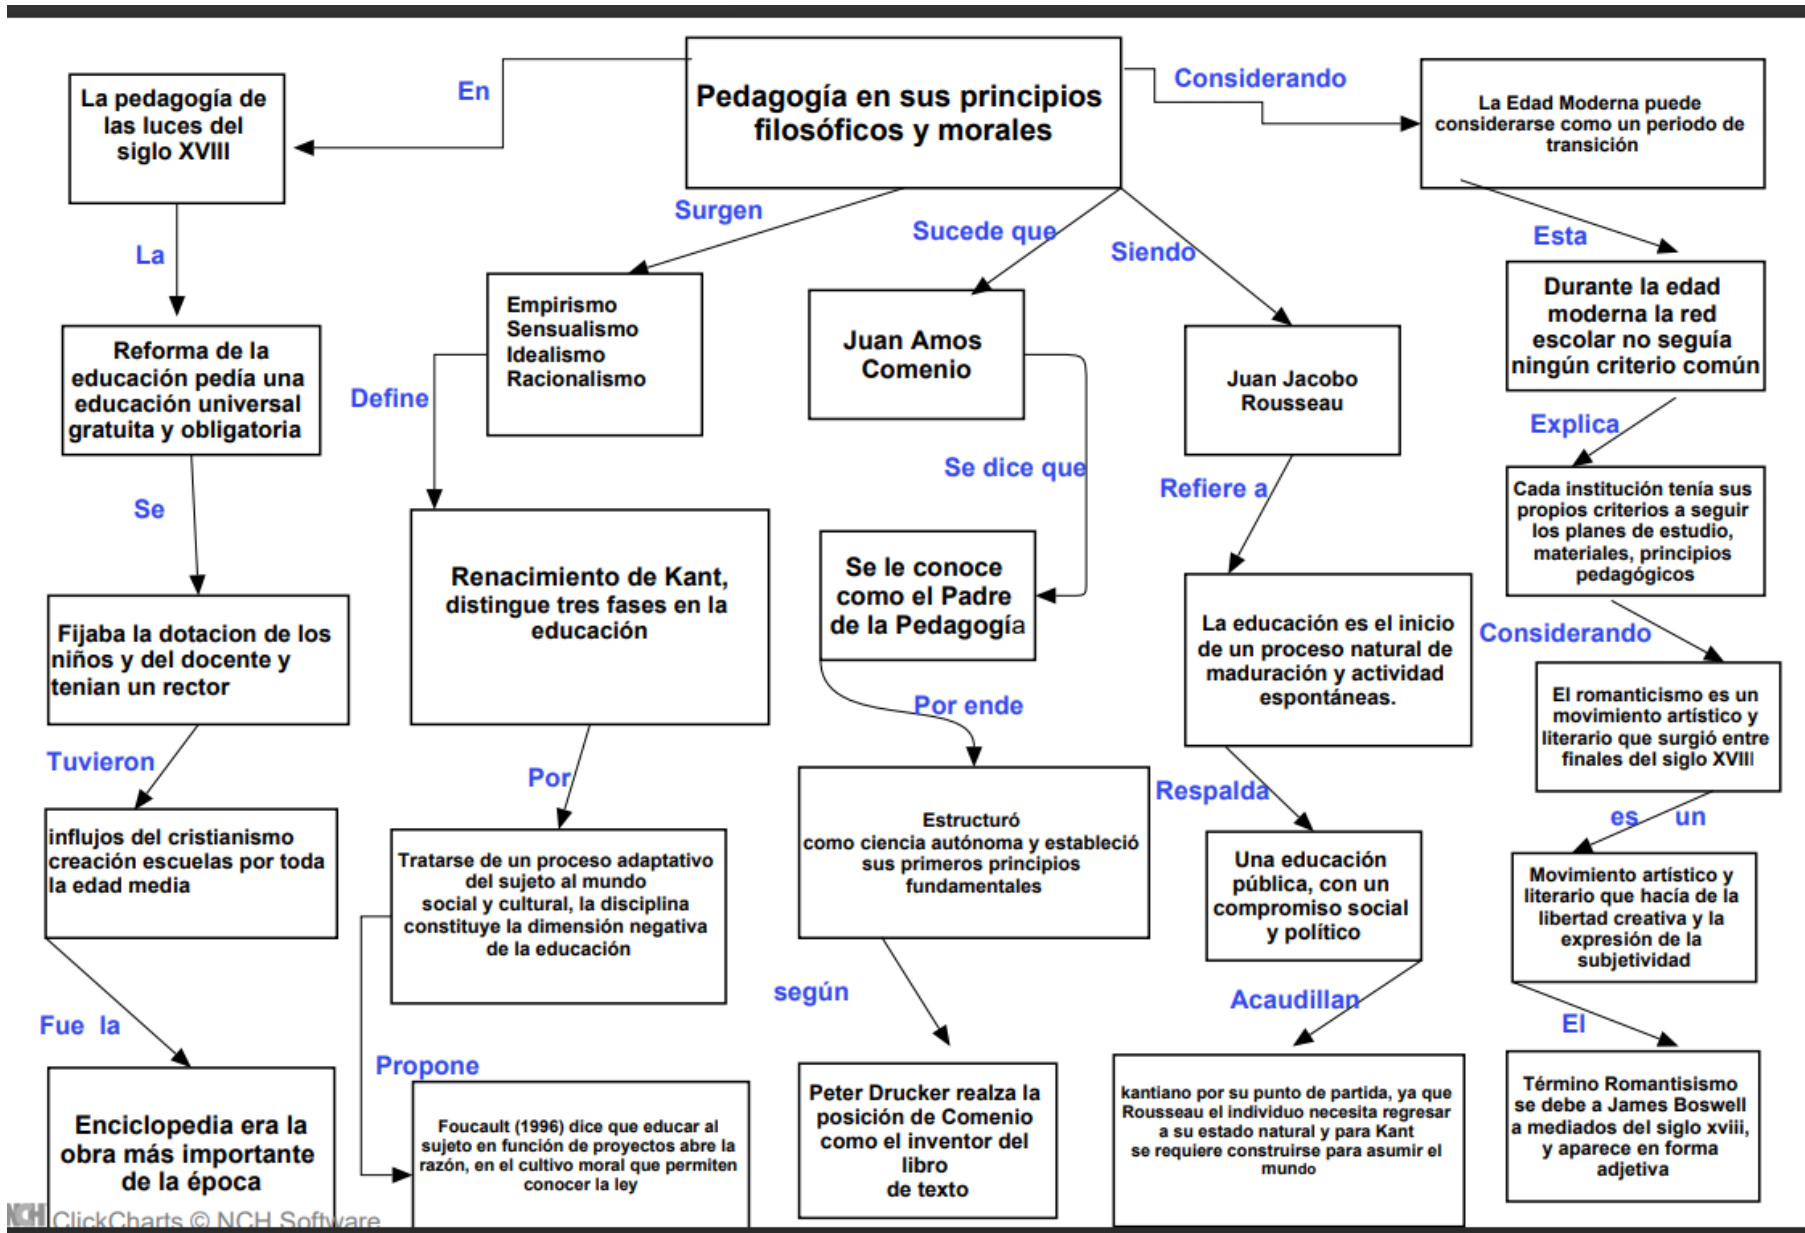 Pedagogía en sus principios
filosóficos y morales
En
La pedagogía de
las luces del
siglo XVIII
La
Reforma de la
educación pedía una
educación universal
gratuita y obligatoria
Se
Fijaba la dotacion de los
niños y del docente y
tenian un rector
Tuvieron
influjos del cristianismo
creación escuelas por toda
la edad media
Fue la
Enciclopedia era la
obra más importante
de la época
Surgen
Empirismo
Sensualismo
Idealismo
Racionalismo
Define
Renacimiento de Kant,
distingue tres fases en la
educación
Por
Tratarse de un proceso adaptativo
del sujeto al mundo
social y cultural, la disciplina
constituye la dimensión negativa
de la educación
Propone
Foucault (1996) dice que educar al
sujeto en función de proyectos abre la
razón, en el cultivo moral que permiten
conocer la ley
Sucede que
Juan Amos
Comenio
Se dice que
Se le conoce
como el Padre
de la Pedagogía
Por ende
Estructuró
como ciencia autónoma y estableció
sus primeros principios
fundamentales
según
Peter Drucker realza la
posición de Comenio
como el inventor del
libro
de texto
Siendo
Juan Jacobo
Rousseau
Refiere a
La educación es el inicio
de un proceso natural de
maduración y actividad
espontáneas.
Respalda
Una educación
pública, con un
compromiso social
y político
Acaudillan
kantiano por su punto de partida, ya que
Rousseau el individuo necesita regresar
a su estado natural y para Kant
se requiere construirse para asumir el
mundo
Considerando
La Edad Moderna puede
considerarse como un periodo de
transición
Esta
Durante la edad
moderna la red
escolar no seguía
ningún criterio común
Explica
Cada institución tenía sus
propios criterios a seguir
los planes de estudio,
materiales, principios
pedagógicos
Considerando
El romanticismo es un
movimiento artístico y
literario que surgió entre
finales del siglo XVIII
es un
Movimiento artístico y
literario que hacía de la
libertad creativa y la
expresión de la
subjetividad
El
Término Romantisismo
se debe a James Boswell
a mediados del siglo xviii,
y aparece en forma
adjetiva
NCH ClickCharts © NCH Software